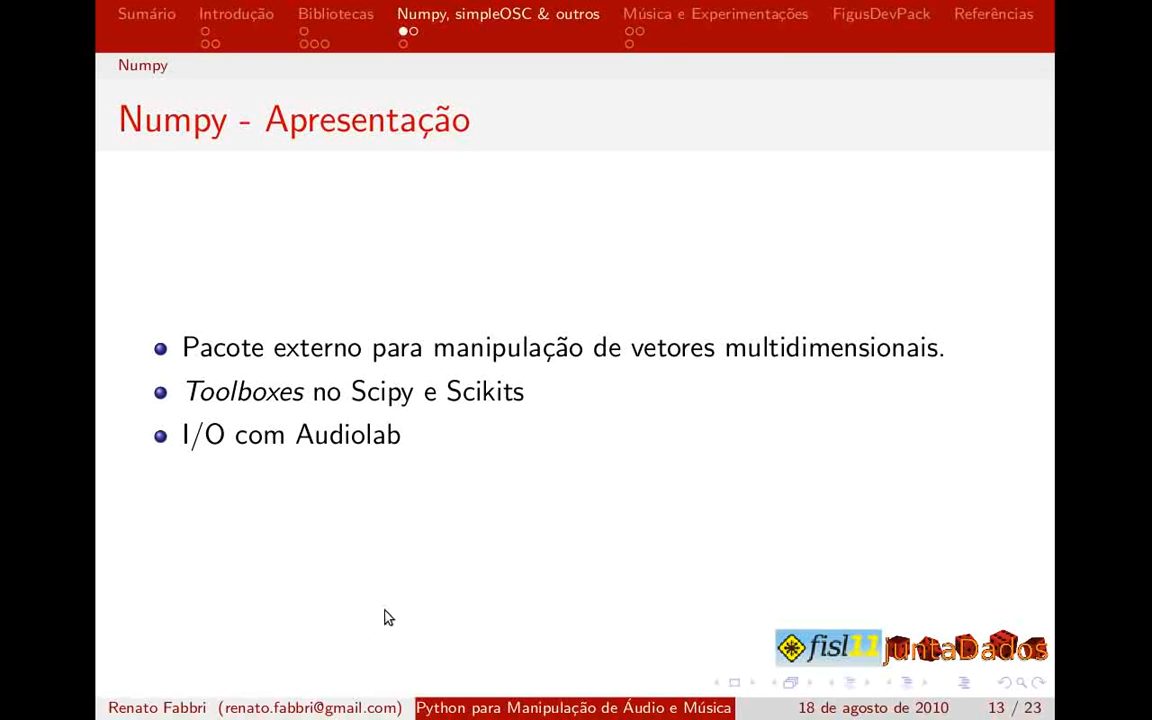 Sumário Introdução Bibliotecas Numpy, simpleOSC & outros Música e Experimentações FigusDevPack Referências
Numpy
Numpy - Apresentação
Pacote externo para manipulação de vetores multidimensionais.
Toolboxes no Scipy e Scikits
I/O com Audiolab
fisl11 juntaDados
Renato Fabbri (renato.fabbri@gmail.com) Python para Manipulação de Áudio e Música 18 de agosto de 2010 13 / 23